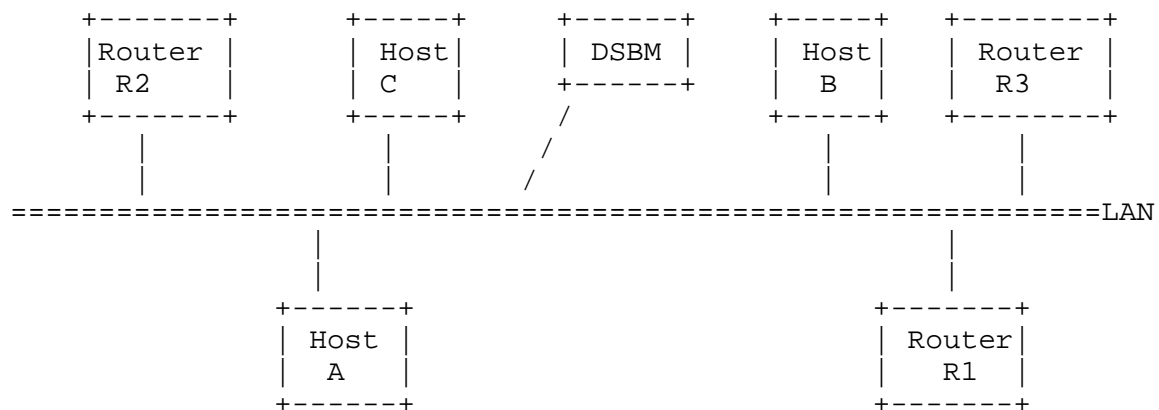 Router Host DSBM Host Router
R2 C B R3
LAN
Host Router
A R1